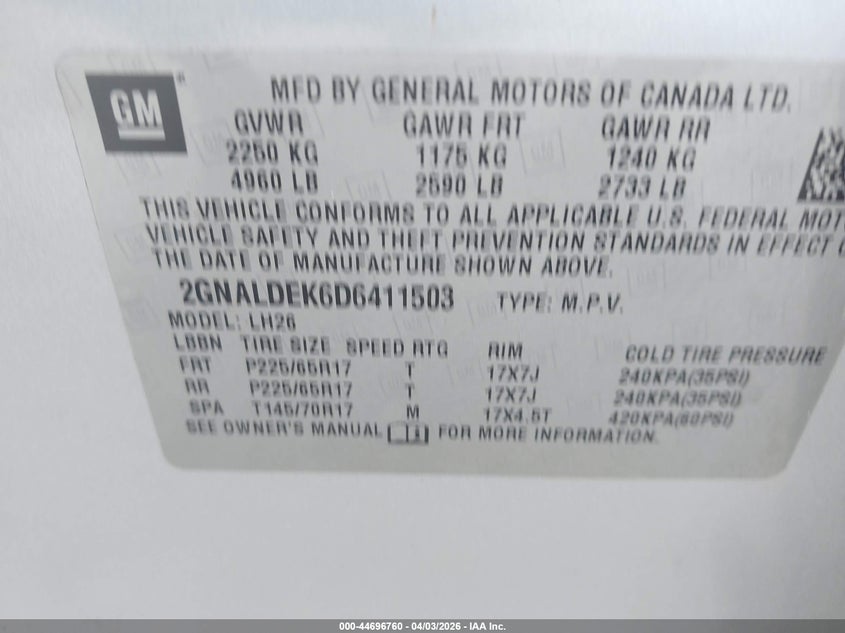 GM
MFD BY GENERAL MOTORS OF CANADA LTD.
GVWR GAWR FRT GAWR RR
2250 KG 1175 KG 1240 KG
4960 LB 2590 LB 2733 LB
THIS VEHICLE CONFORMS TO ALL APPLICABLE U.S. FEDERAL MOT
VEHICLE SAFETY AND THEFT PREVENTION STANDARDS IN EFFECT
THE DATE OF MANUFACTURE SHOWN ABOVE.
2GNALDEK6D6411503 TYPE: M.P.V.
MODEL: LH26
LBBN TIRE SIZE SPEED RTG RIM COLD TIRE PRESSURE
FRT P225/65R17 T 17X7J 240KPA(35PSI)
RR P225/65R17 T 17X7J 240KPA(35PSI)
SPA T145/70R17 M 17X4.5T 420KPA(60PSI)
SEE OWNER'S MANUAL i FOR MORE INFORMATION.
000-44696760 - 04/03/2026 - IAA Inc.